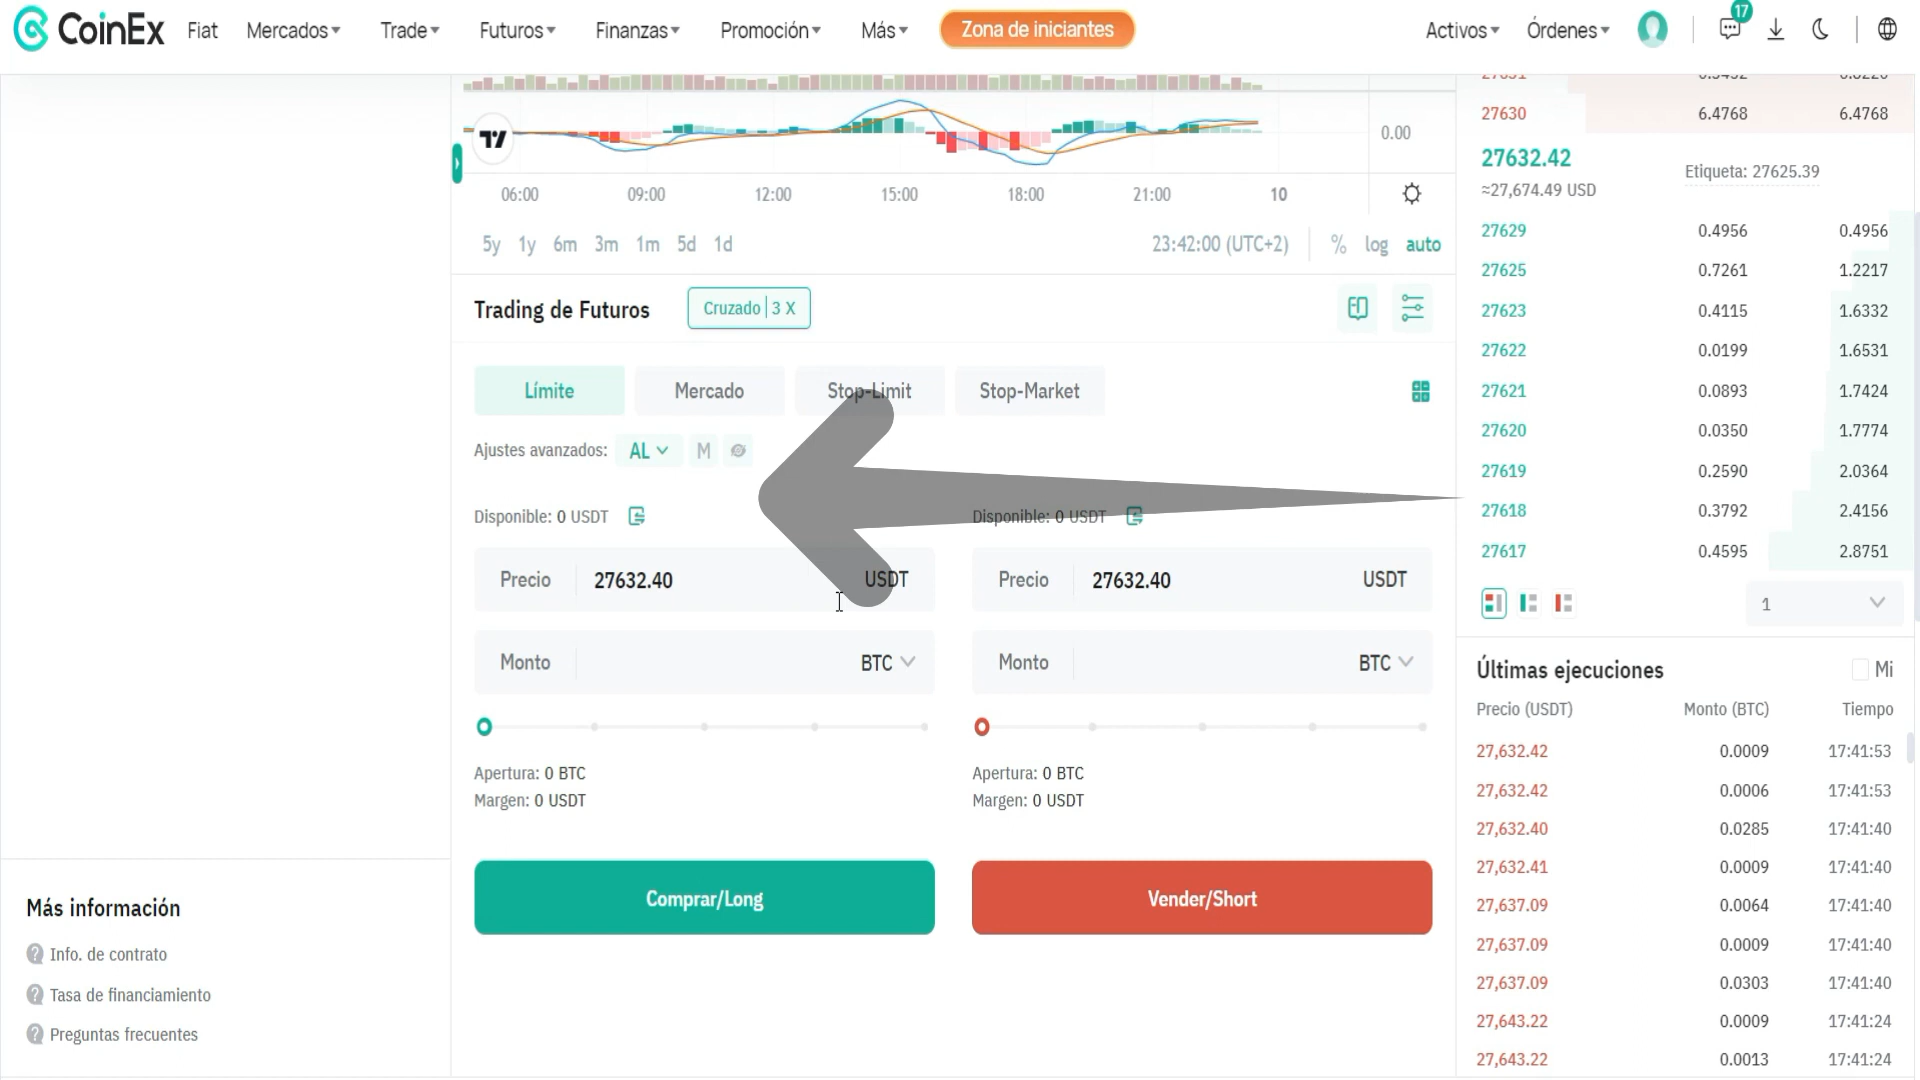 CoinEx Fiat Mercados Trade Futuros Finanzas Promoción Más Zona de iniciantes Activos Órdenes 17
27630 6.4768 6.4768
0.00
27632.42 Etiqueta: 27625.39
≈27,674.49 USD
06:00 09:00 12:00 15:00 18:00 21:00 10
5y 1y 6m 3m 1m 5d 1d 23:42:00 (UTC+2) % log auto
27629 0.4956 0.4956
27625 0.7261 1.2217
27623 0.4115 1.6332
27622 0.0199 1.6531
27621 0.0893 1.7424
27620 0.0350 1.7774
27619 0.2590 2.0364
27618 0.3792 2.4156
27617 0.4595 2.8751
1
Trading de Futuros Cruzado | 3 X
Límite Mercado Stop-Limit Stop-Market
Ajustes avanzados: AL M
Disponible: 0 USDT Disponible: 0 USDT
Precio 27632.40 USDT Precio 27632.40 USDT
Monto BTC Monto BTC
Apertura: 0 BTC Apertura: 0 BTC
Margen: 0 USDT Margen: 0 USDT
Comprar/Long Vender/Short
Últimas ejecuciones Mi
Precio (USDT) Monto (BTC) Tiempo
27,632.42 0.0009 17:41:53
27,632.42 0.0006 17:41:53
27,632.40 0.0285 17:41:40
27,632.41 0.0009 17:41:40
27,637.09 0.0064 17:41:40
27,637.09 0.0009 17:41:40
27,637.09 0.0303 17:41:40
27,643.22 0.0009 17:41:24
27,643.22 0.0013 17:41:24
Más información
Info. de contrato
Tasa de financiamiento
Preguntas frecuentes